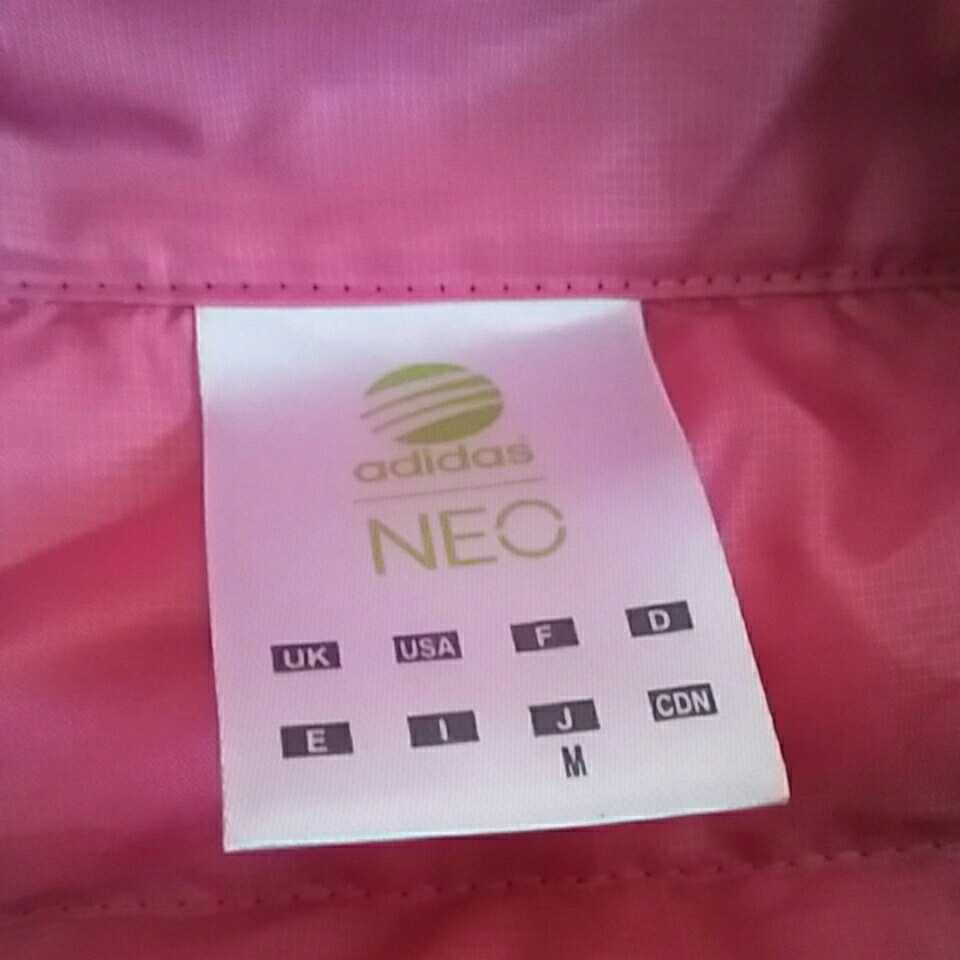 adidas
NEO
UK USA F D
E I J CDN
M